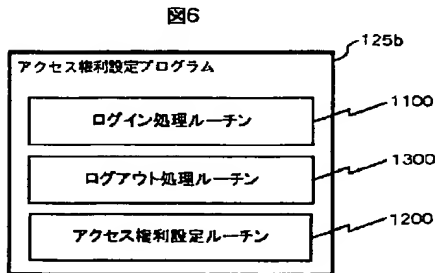 図6
125b
アクセス権利設定プログラム
ログイン処理ルーチン
1100
ログアウト処理ルーチン
1300
アクセス権利設定ルーチン
1200